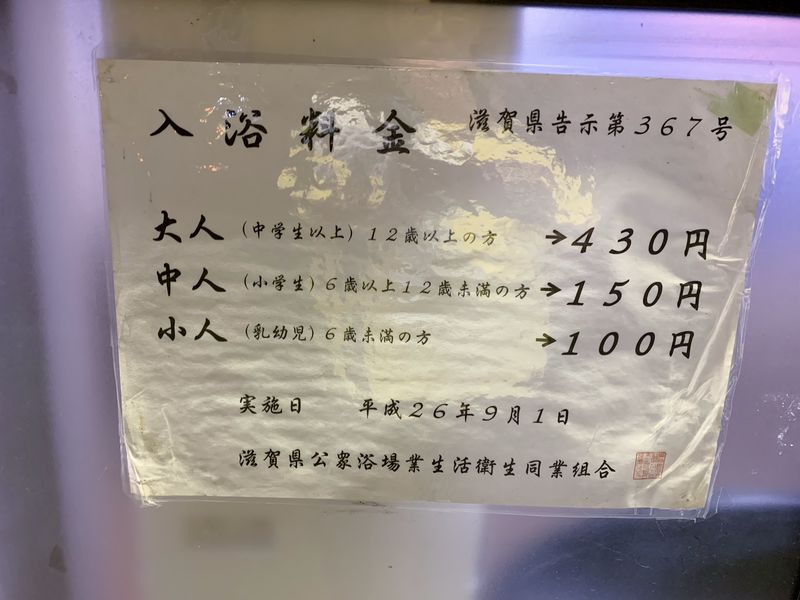 入浴料金 滋賀県告示第367号
大人(中学生以上)12歳以上の方 → 430円
中人(小学生)6歳以上12歳未満の方 → 150円
小人(乳幼児)6歳未満の方 → 100円
実施日 平成26年9月1日
滋賀県公衆浴場業生活衛生同業組合